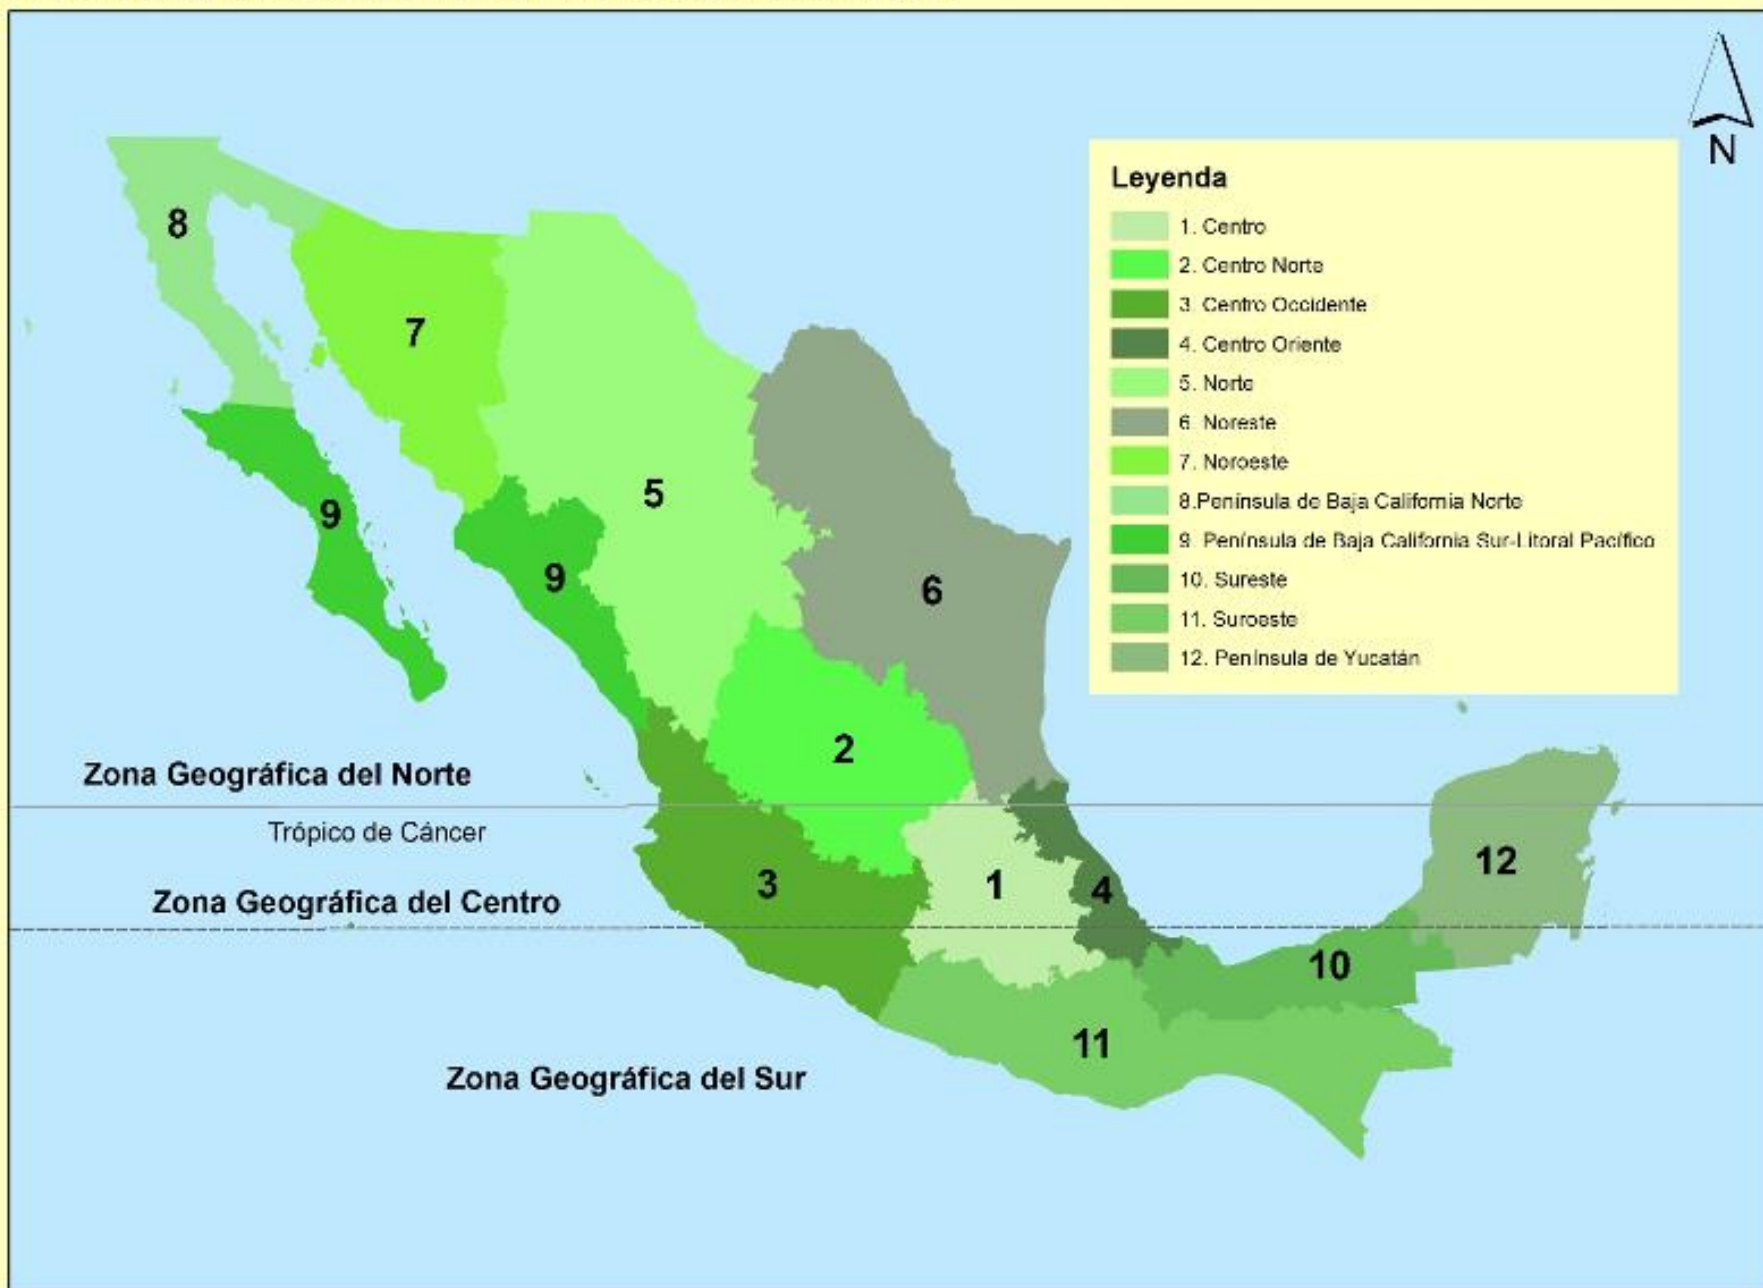 N
Leyenda
1. Centro
2. Centro Norte
3. Centro Occidente
4. Centro Oriente
5. Norte
6. Noreste
7. Noroeste
8.Península de Baja California Norte
9. Península de Baja California Sur-Litoral Pacífico
10. Sureste
11. Suroeste
12. Península de Yucatán
8
7
9
5
9
6
2
Zona Geográfica del Norte
Trópico de Cáncer
Zona Geográfica del Centro
3
1
4
12
10
11
Zona Geográfica del Sur